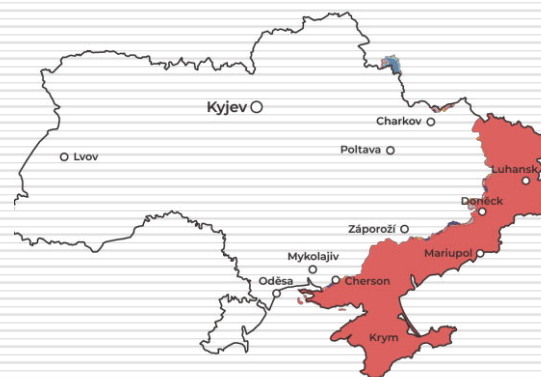 Kyjev
Charkov
Poltava
Lvov
Luhansk
Doněck
Záporoží
Mariupol
Mykolajiv
Oděsa
Cherson
Krym